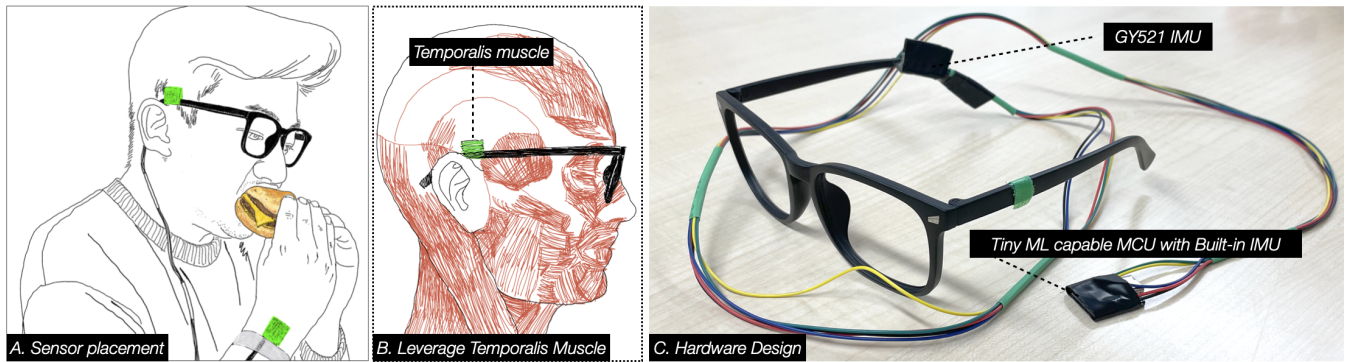 Temporalis muscle
GY521 IMU
Tiny ML capable MCU with Built-in IMU
A. Sensor placement
B. Leverage Temporalis Muscle
C. Hardware Design